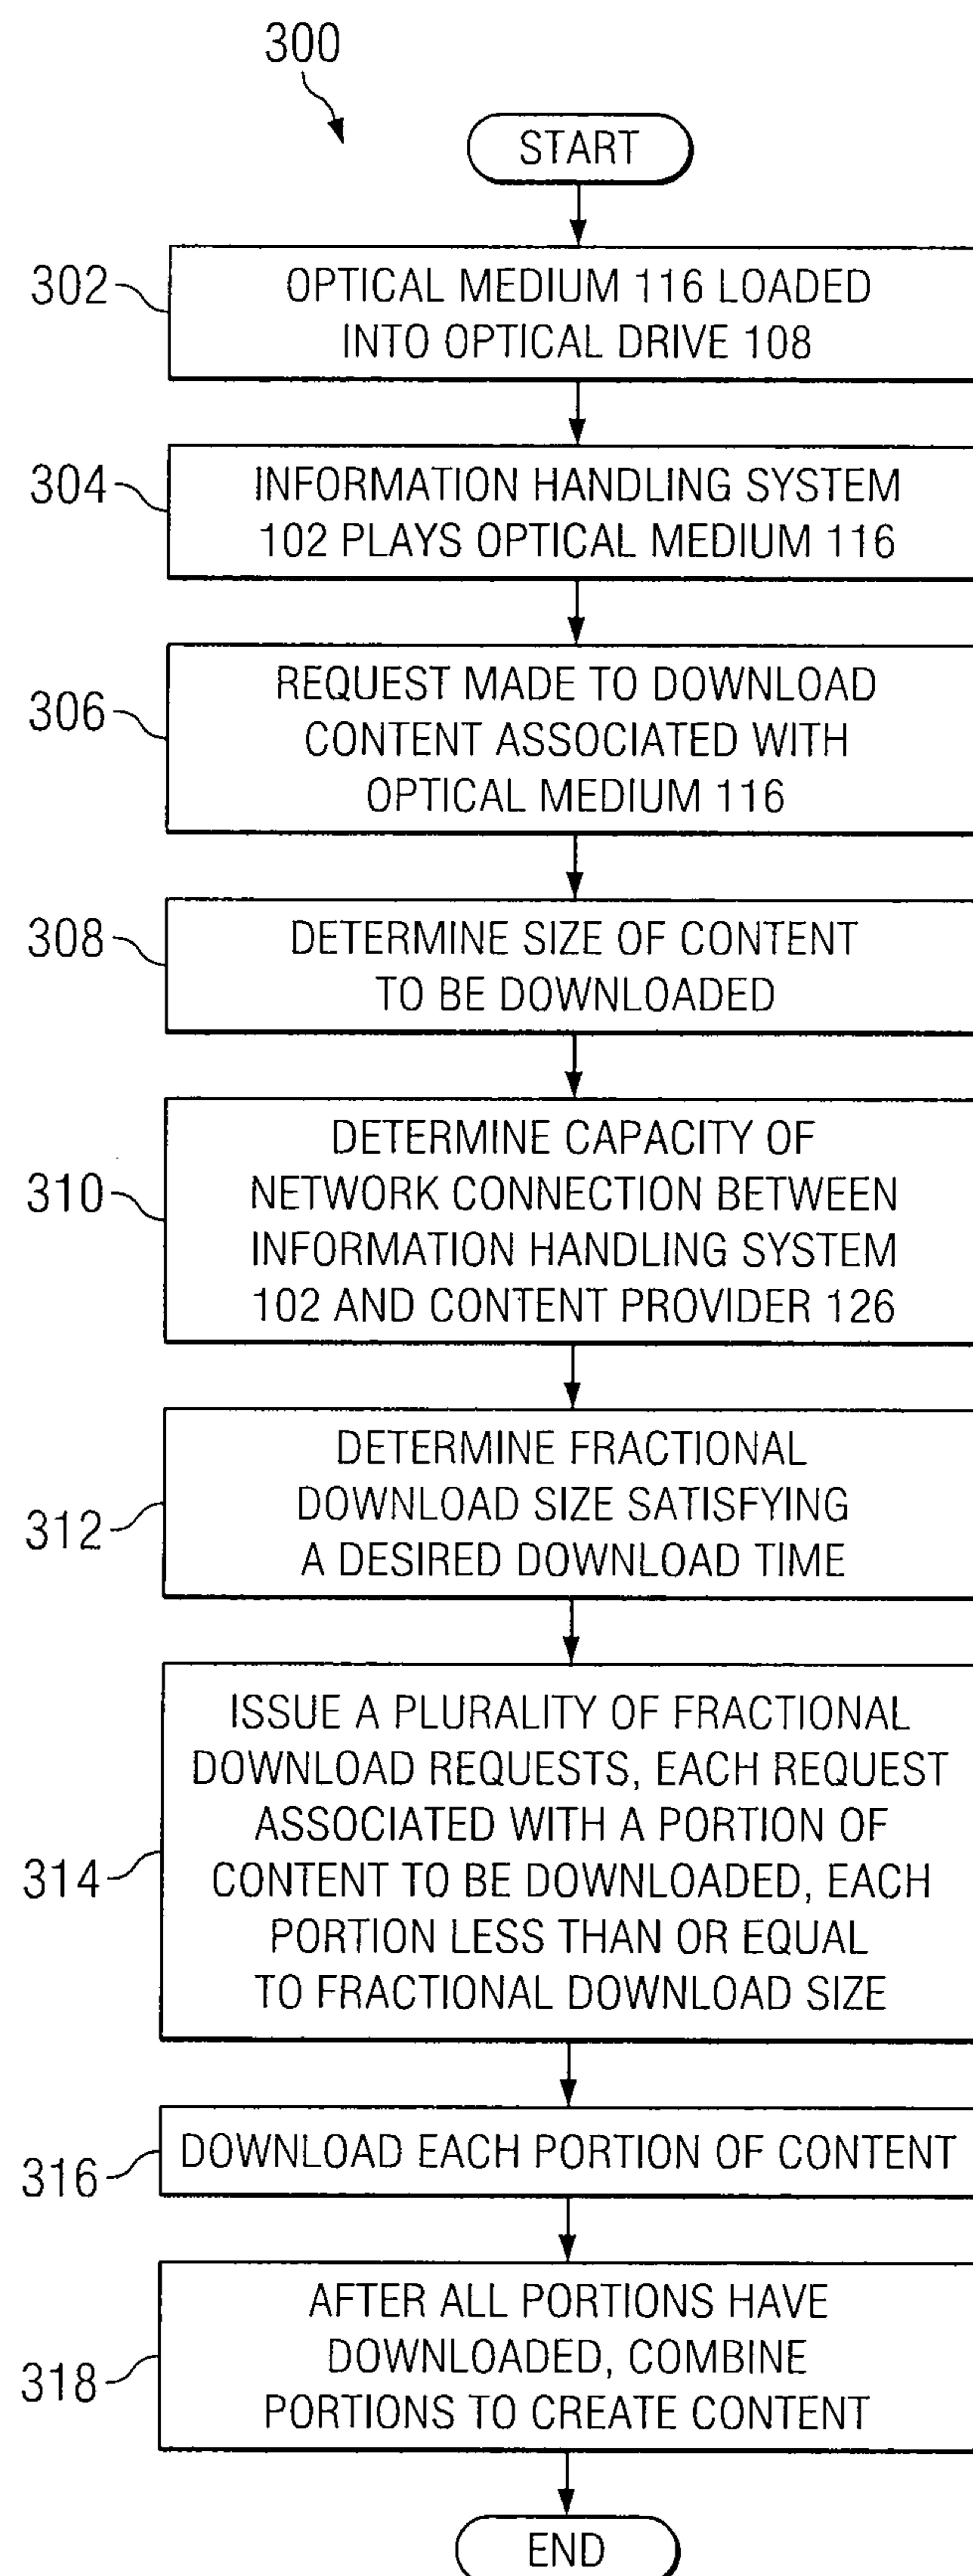 300
START
302
OPTICAL MEDIUM 116 LOADED
INTO OPTICAL DRIVE 108
304
INFORMATION HANDLING SYSTEM
102 PLAYS OPTICAL MEDIUM 116
306
REQUEST MADE TO DOWNLOAD
CONTENT ASSOCIATED WITH
OPTICAL MEDIUM 116
308
DETERMINE SIZE OF CONTENT
TO BE DOWNLOADED
310
DETERMINE CAPACITY OF
NETWORK CONNECTION BETWEEN
INFORMATION HANDLING SYSTEM
102 AND CONTENT PROVIDER 126
312
DETERMINE FRACTIONAL
DOWNLOAD SIZE SATISFYING
A DESIRED DOWNLOAD TIME
314
ISSUE A PLURALITY OF FRACTIONAL
DOWNLOAD REQUESTS, EACH REQUEST
ASSOCIATED WITH A PORTION OF
CONTENT TO BE DOWNLOADED, EACH
PORTION LESS THAN OR EQUAL
TO FRACTIONAL DOWNLOAD SIZE
316
DOWNLOAD EACH PORTION OF CONTENT
318
AFTER ALL PORTIONS HAVE
DOWNLOADED, COMBINE
PORTIONS TO CREATE CONTENT
END